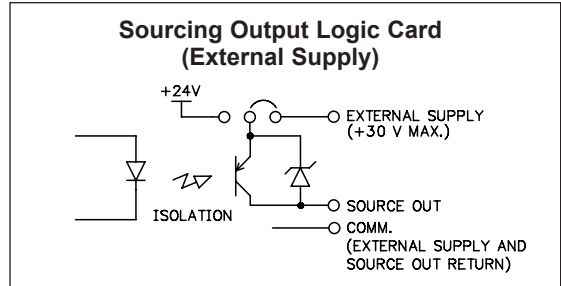 Sourcing Output Logic Card
(External Supply)
+24V
EXTERNAL SUPPLY
(+30 V MAX.)
ISOLATION
SOURCE OUT
COMM.
(EXTERNAL SUPPLY AND
SOURCE OUT RETURN)